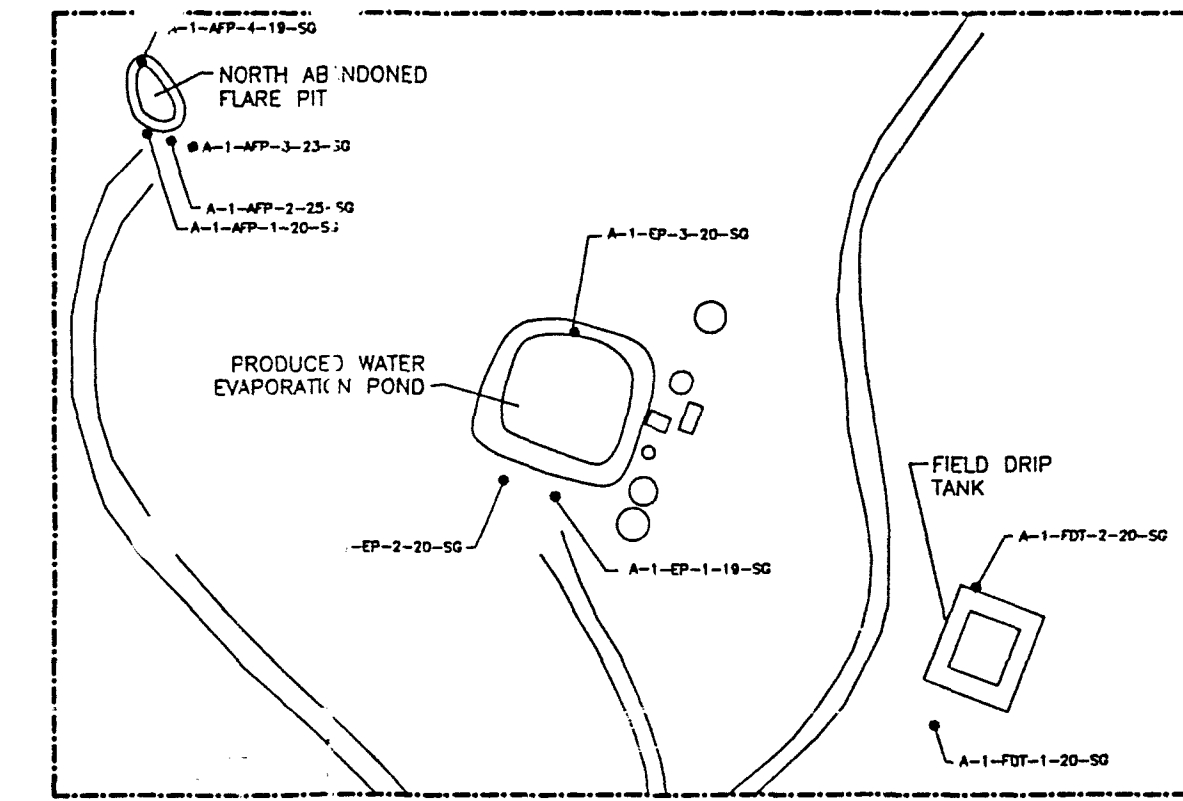 A-1-AFP-4-19-SG
NORTH AB NDONED
FLARE PIT
A-1-AFP-3-23-SG
A-1-AFP-2-25-SG
A-1-AFP-1-20-SG
A-1-EP-3-20-SG
PRODUCED WATER
EVAPORATION POND
FIELD DRIP
TANK
A-1-FDT-2-20-SG
-EP-2-20-SG
A-1-EP-1-19-SG
A-1-FDT-1-20-SG